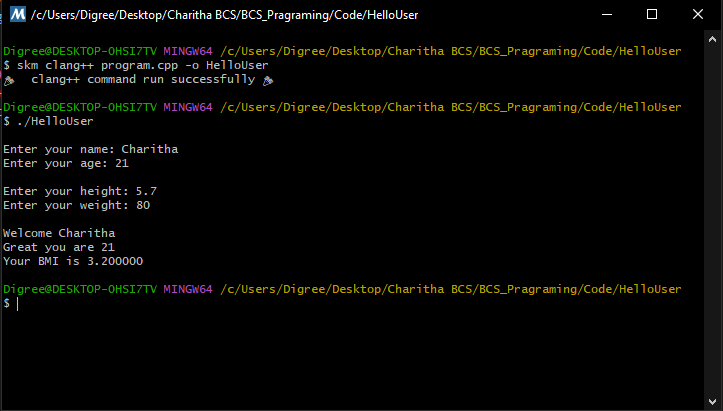 /c/Users/Digree/Desktop/Charitha BCS/BCS_Pragraming/Code/HelloUser
Digree@DESKTOP-OHSI7TV MINGW64 /c/Users/Digree/Desktop/Charitha BCS/BCS_Pragraming/Code/HelloUser
$ skm clang++ program.cpp -o HelloUser
clang++ command run successfully
Digree@DESKTOP-OHSI7TV MINGW64 /c/Users/Digree/Desktop/Charitha BCS/BCS_Pragraming/Code/HelloUser
$ ./HelloUser
Enter your name: Charitha
Enter your age: 21
Enter your height: 5.7
Enter your weight: 80
Welcome Charitha
Great you are 21
Your BMI is 3.200000
Digree@DESKTOP-OHSI7TV MINGW64 /c/Users/Digree/Desktop/Charitha BCS/BCS_Pragraming/Code/HelloUser
$